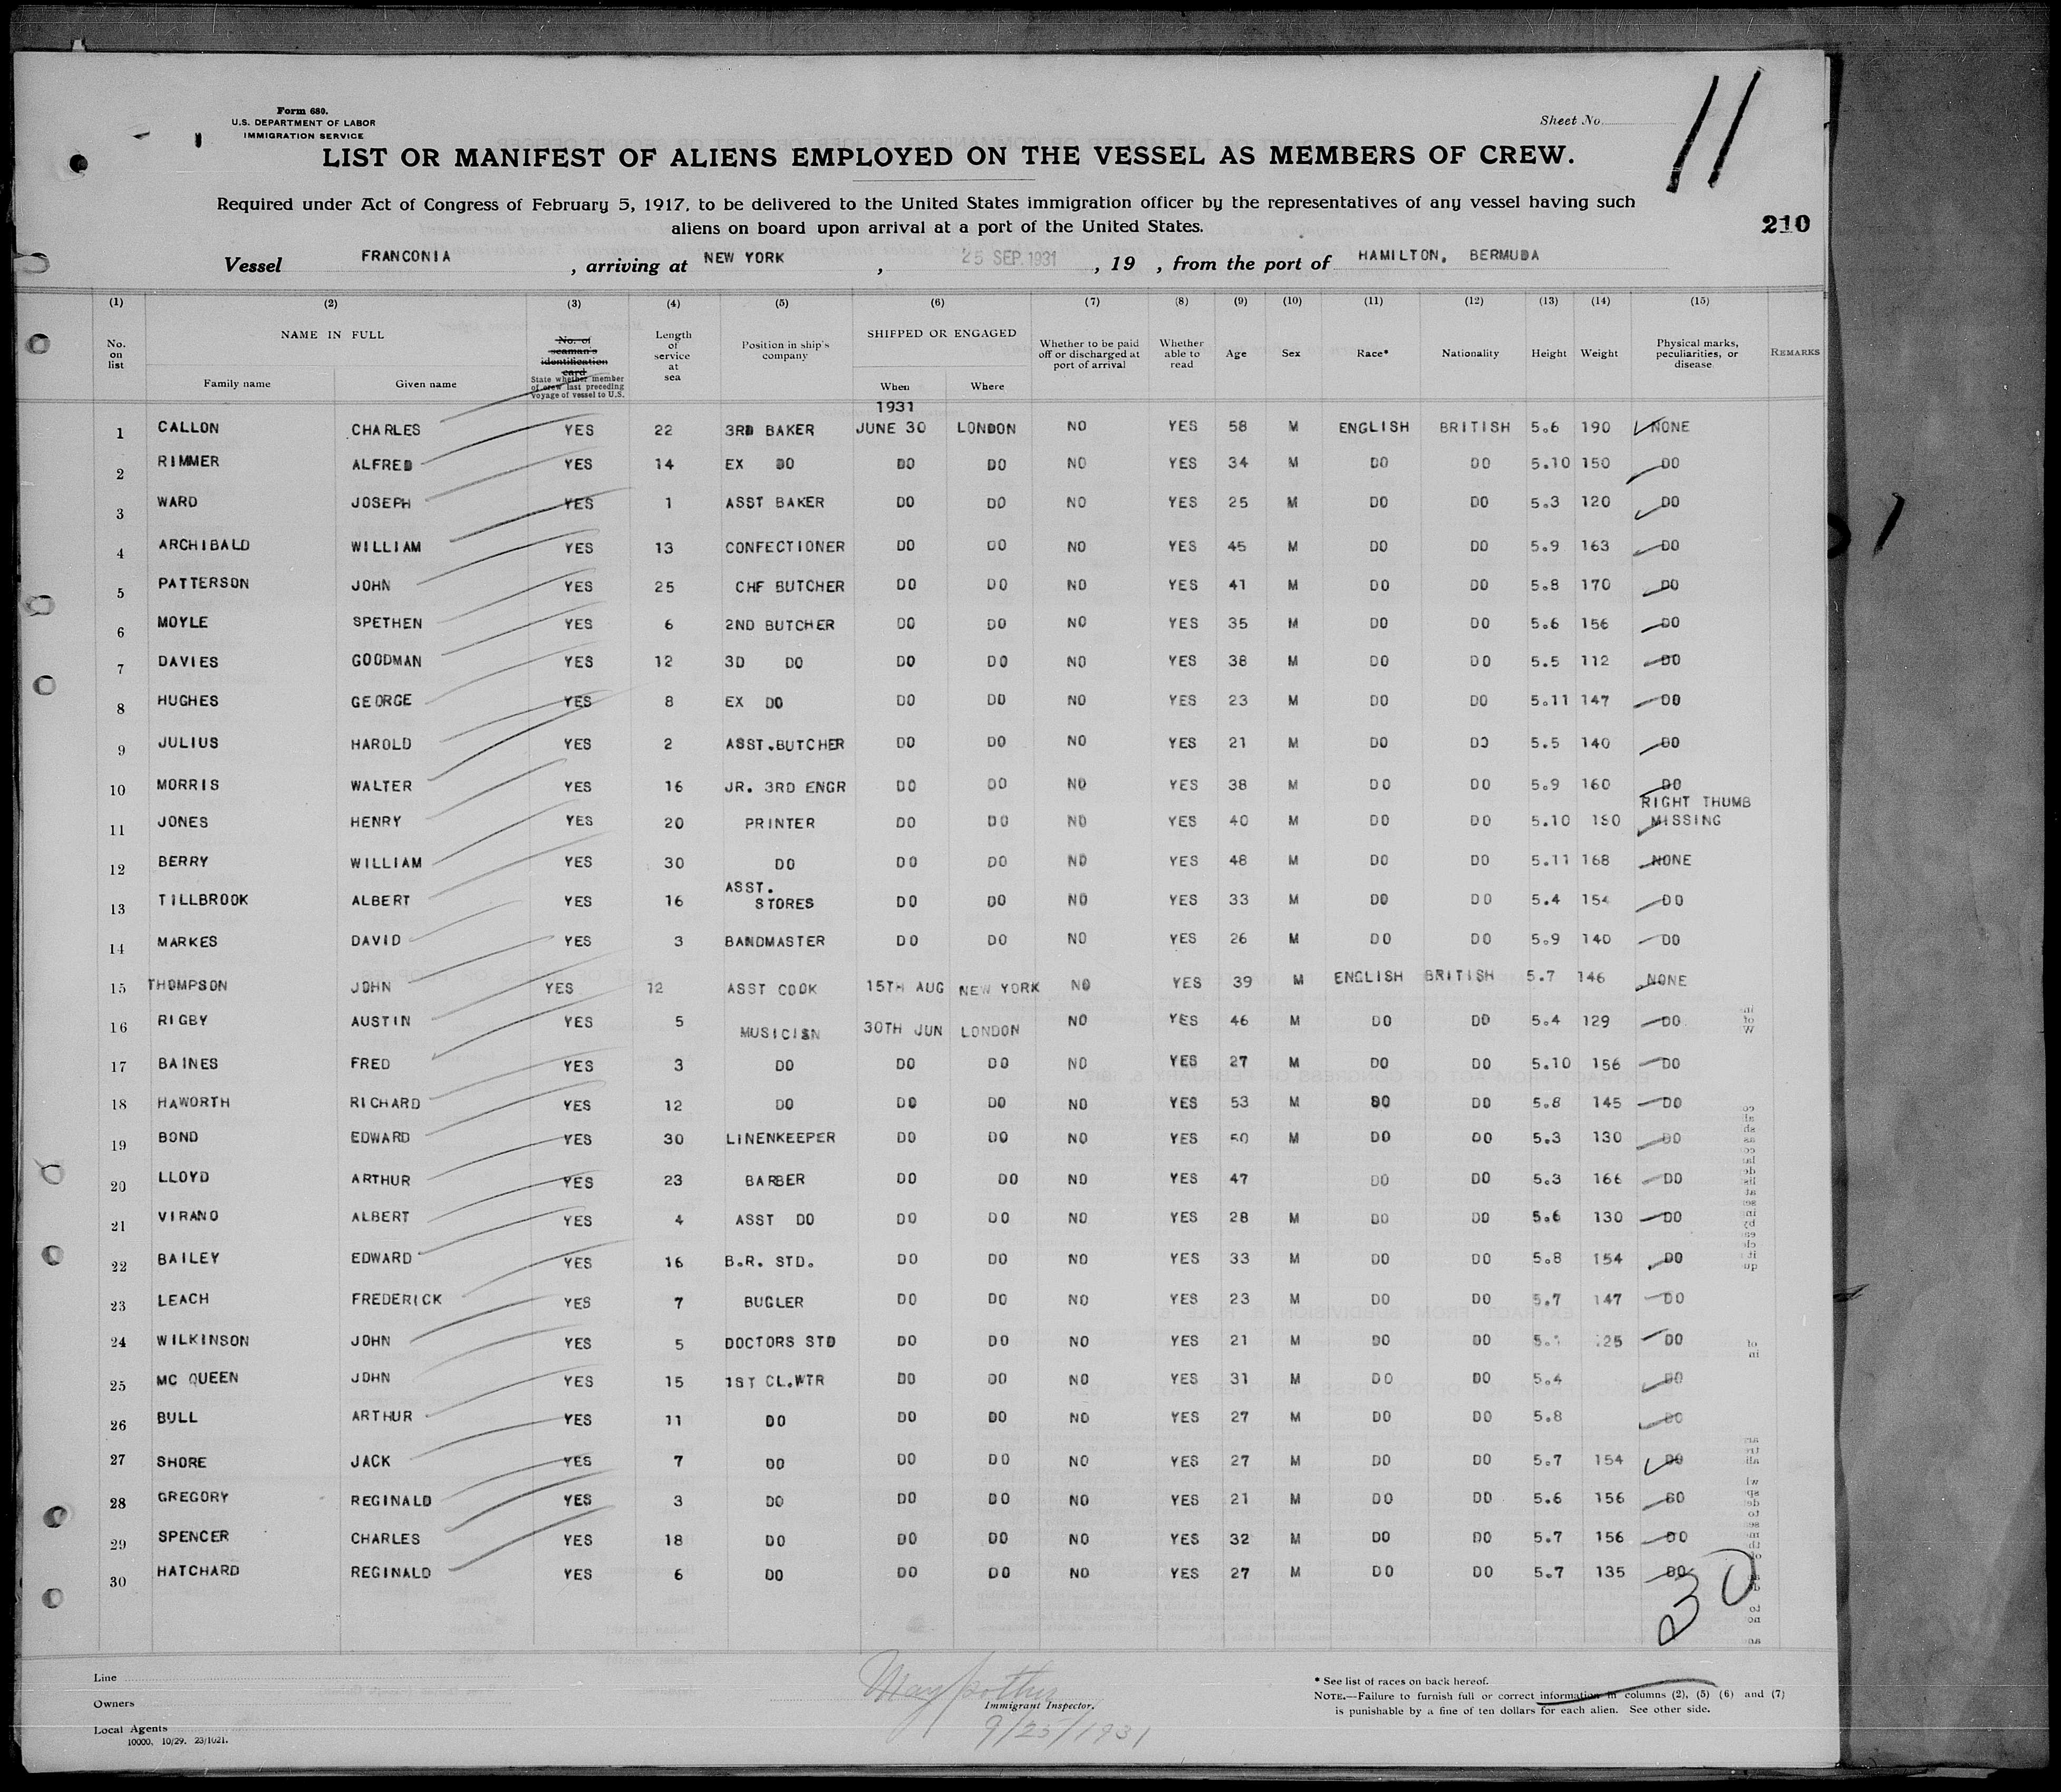 Form 680.
U.S. DEPARTMENT OF LABOR
IMMIGRATION SERVICE
Sheet No. 11
LIST OR MANIFEST OF ALIENS EMPLOYED ON THE VESSEL AS MEMBERS OF CREW.
Required under Act of Congress of February 5, 1917, to be delivered to the United States immigration officer by the representatives of any vessel having such
aliens on board upon arrival at a port of the United States.
210
Vessel FRANCONIA, arriving at NEW YORK, 25 SEP. 1931, 19 , from the port of HAMILTON, BERMUDA
(1) (2) (3) (4) (5) (6) (7) (8) (9) (10) (11) (12) (13) (14) (15)
No. on list NAME IN FULL Family name Given name No. of seaman's identification card State whether member of crew last preceding voyage of vessel to U.S. Length of service at sea Position in ship's company SHIPPED OR ENGAGED When Where Whether to be paid off or discharged at port of arrival Whether able to read Age Sex Race* Nationality Height Weight Physical marks, peculiarities, or disease REMARKS
1931
1 CALLON CHARLES YES 22 3RD BAKER JUNE 30 LONDON NO YES 58 M ENGLISH BRITISH 5.6 190 NONE
2 RIMMER ALFRED YES 14 EX DO DO DO NO YES 34 M DO DO 5.10 150 DO
3 WARD JOSEPH YES 1 ASST BAKER DO DO NO YES 25 M DO DO 5.3 120 DO
4 ARCHIBALD WILLIAM YES 13 CONFECTIONER DO DO NO YES 45 M DO DO 5.9 163 DO
5 PATTERSON JOHN YES 25 CHF BUTCHER DO DO NO YES 41 M DO DO 5.8 170 DO
6 MOYLE SPETHEN YES 6 2ND BUTCHER DO DO NO YES 35 M DO DO 5.6 156 DO
7 DAVIES GOODMAN YES 12 3D DO DO DO NO YES 38 M DO DO 5.5 112 DO
8 HUGHES GEORGE YES 8 EX DO DO DO NO YES 23 M DO DO 5.11 147 DO
9 JULIUS HAROLD YES 2 ASST.BUTCHER DO DO NO YES 21 M DO DO 5.5 140 DO
10 MORRIS WALTER YES 16 JR. 3RD ENGR DO DO NO YES 38 M DO DO 5.9 160 DO
11 JONES HENRY YES 20 PRINTER DO DO NO YES 40 M DO DO 5.10 RIGHT THUMB MISSING
12 BERRY WILLIAM YES 30 DO DO DO NO YES 48 M DO DO 5.11 168 NONE
13 TILLBROOK ALBERT YES 16 ASST. STORES DO DO NO YES 33 M DO DO 5.4 154 DO
14 MARKES DAVID YES 3 BANDMASTER DO DO NO YES 26 M DO DO 5.9 140 DO
15 THOMPSON JOHN YES 12 ASST COOK 15TH AUG NEW YORK NO YES 39 M ENGLISH BRITISH 5.7 146 NONE
16 RIGBY AUSTIN YES 5 MUSICIAN 30TH JUN LONDON NO YES 46 M DO DO 5.4 129 DO
17 BAINES FRED YES 3 DO DO DO NO YES 27 M DO DO 5.10 156 DO
18 HAWORTH RICHARD YES 12 DO DO DO NO YES 53 M DO DO 5.8 145 DO
19 BOND EDWARD YES 30 LINENKEEPER DO DO NO YES 50 M DO DO 5.3 130 DO
20 LLOYD ARTHUR YES 23 BARBER DO DO NO YES 47 DO DO 5.3 166 DO
21 VIRANO ALBERT YES 4 ASST DO DO DO NO YES 28 M DO DO 5.6 130 DO
22 BAILEY EDWARD YES 16 B.R. STD. DO DO NO YES 33 M DO DO 5.8 154 DO
23 LEACH FREDERICK YES 7 BUGLER DO DO NO YES 23 M DO DO 5.7 147 DO
24 WILKINSON JOHN YES 5 DOCTORS STD DO DO NO YES 21 M DO DO DO
25 MC QUEEN JOHN YES 15 1ST CL.WTR DO DO NO YES 31 M DO DO 5.4 DO
26 BULL ARTHUR YES 11 DO DO DO NO YES 27 M DO DO 5.8 DO
27 SHORE JACK YES 7 DO DO DO NO YES 27 M DO DO 5.7 154 DO
28 GREGORY REGINALD YES 3 DO DO DO NO YES 21 M DO DO 5.6 156 DO
29 SPENCER CHARLES YES 18 DO DO DO NO YES 32 M DO DO 5.7 156 DO
30 HATCHARD REGINALD YES 6 DO DO DO NO YES 27 M DO DO 5.7 135 DO
30
Line
Owners
Local Agents
10000, 10/29. 23/1021.
Immigrant Inspector.
9/25/1931
* See list of races on back hereof.
NOTE.—Failure to furnish full or correct information in columns (2), (5) (6) and (7)
is punishable by a fine of ten dollars for each alien. See other side.